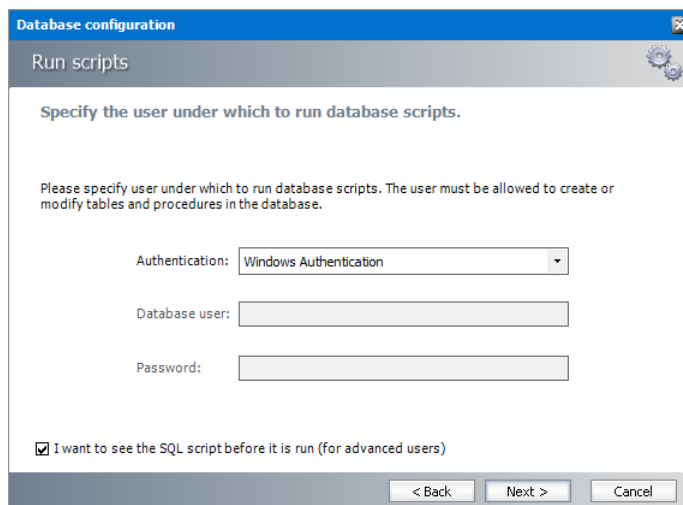 Database configuration
Run scripts
Specify the user under which to run database scripts.
Please specify user under which to run database scripts. The user must be allowed to create or
modify tables and procedures in the database.
Authentication: Windows Authentication
Database user:
Password:
I want to see the SQL script before it is run (for advanced users)
< Back Next > Cancel